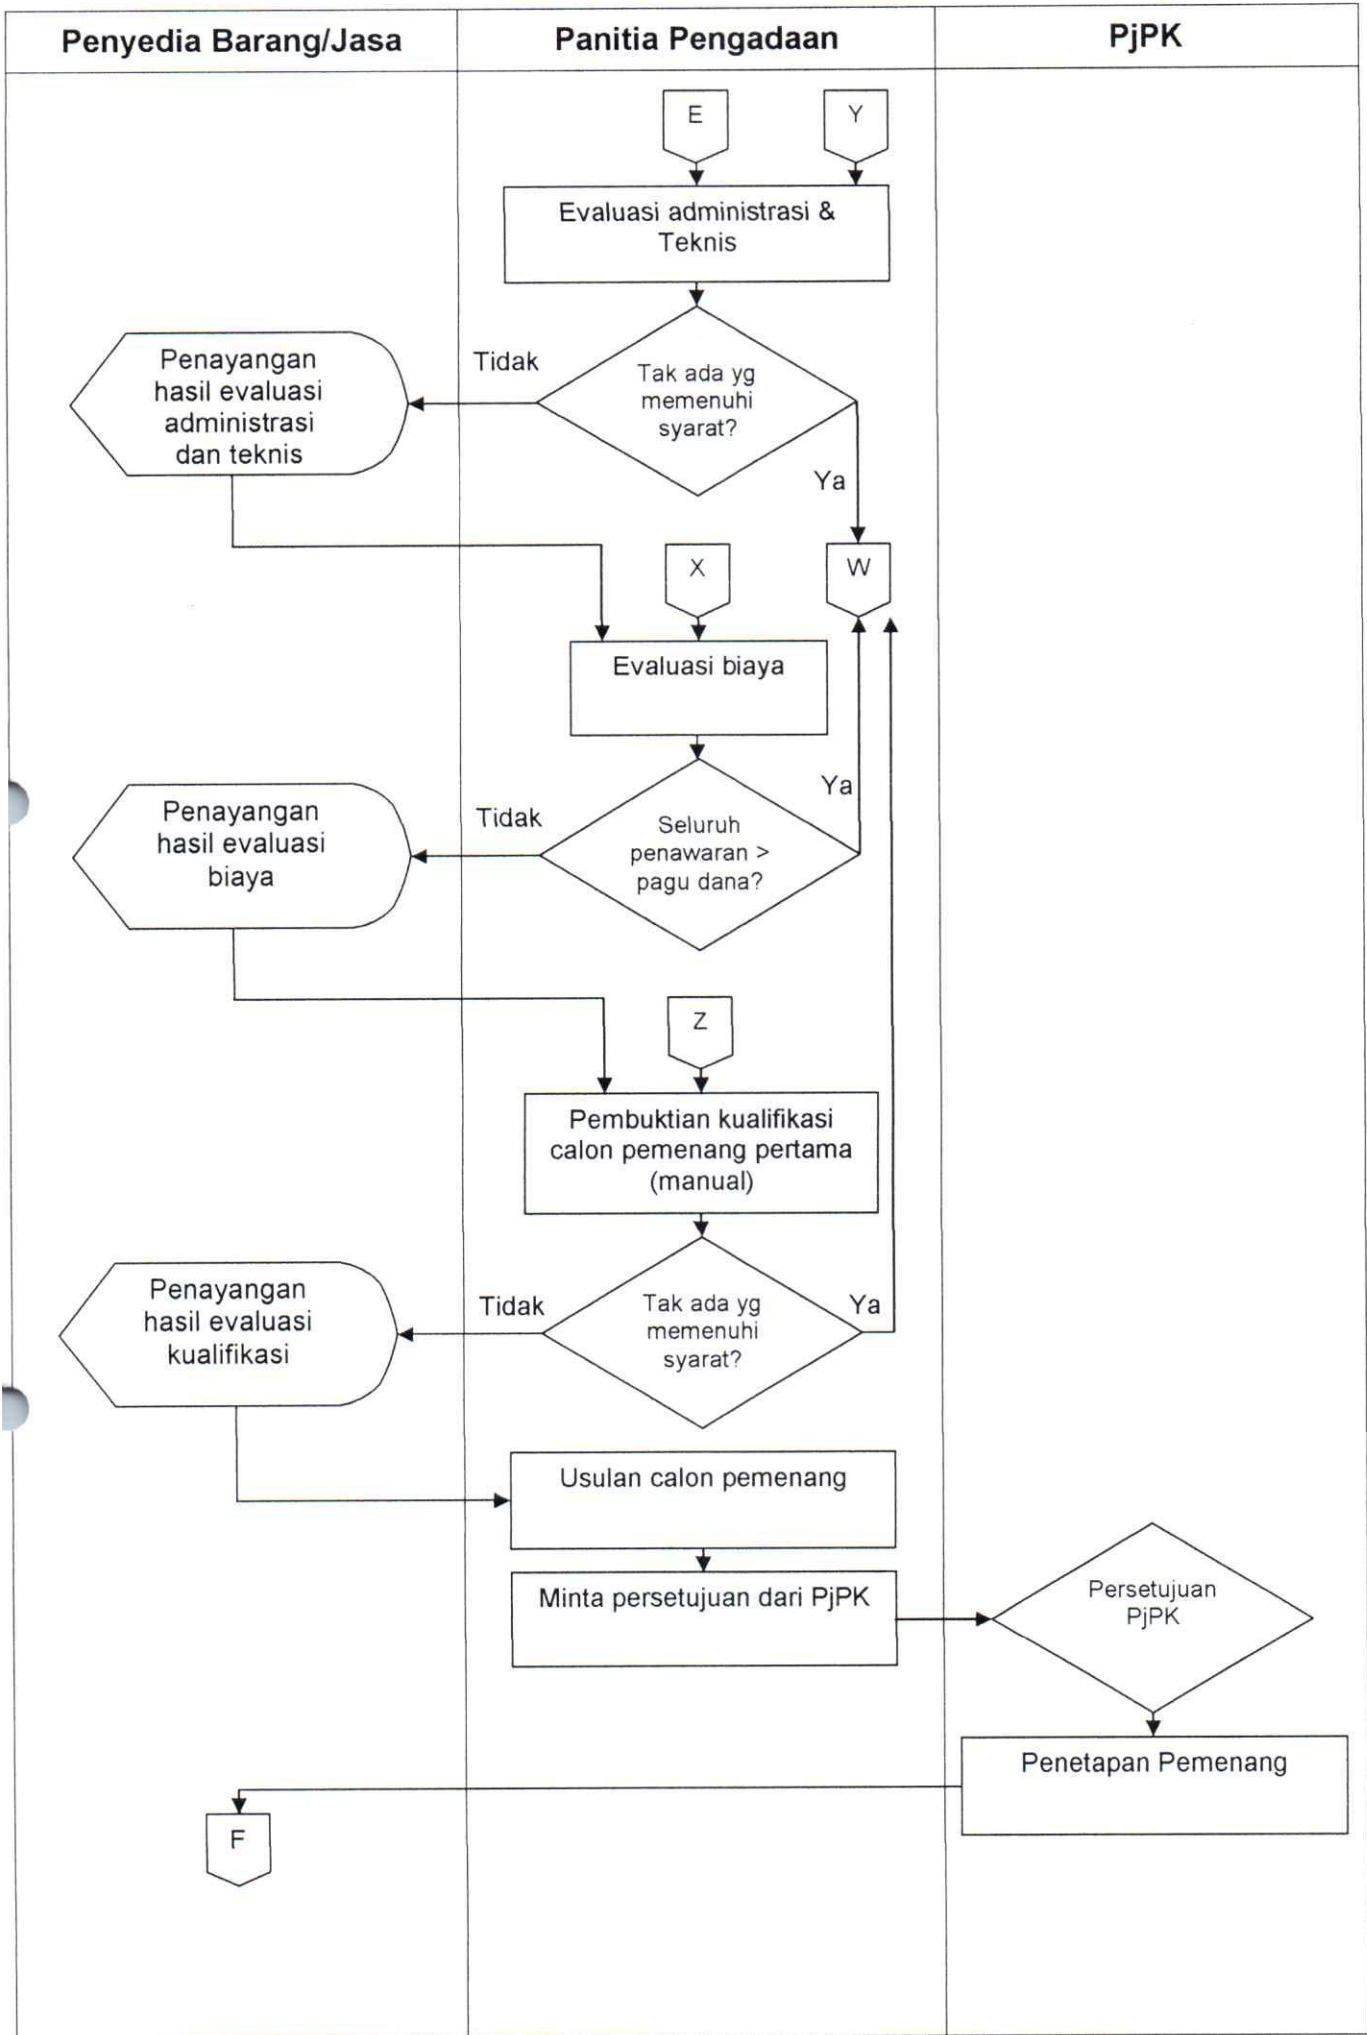 Penyedia Barang/Jasa
Panitia Pengadaan
PjPK
E
Y
Evaluasi administrasi &
Teknis
Tak ada yg
memenuhi
syarat?
Tidak
Ya
Penayangan
hasil evaluasi
administrasi
dan teknis
X
W
Evaluasi biaya
Seluruh
penawaran >
pagu dana?
Tidak
Ya
Penayangan
hasil evaluasi
biaya
Z
Pembuktian kualifikasi
calon pemenang pertama
(manual)
Tak ada yg
memenuhi
syarat?
Tidak
Ya
Penayangan
hasil evaluasi
kualifikasi
Usulan calon pemenang
Minta persetujuan dari PjPK
Persetujuan
PjPK
Penetapan Pemenang
F